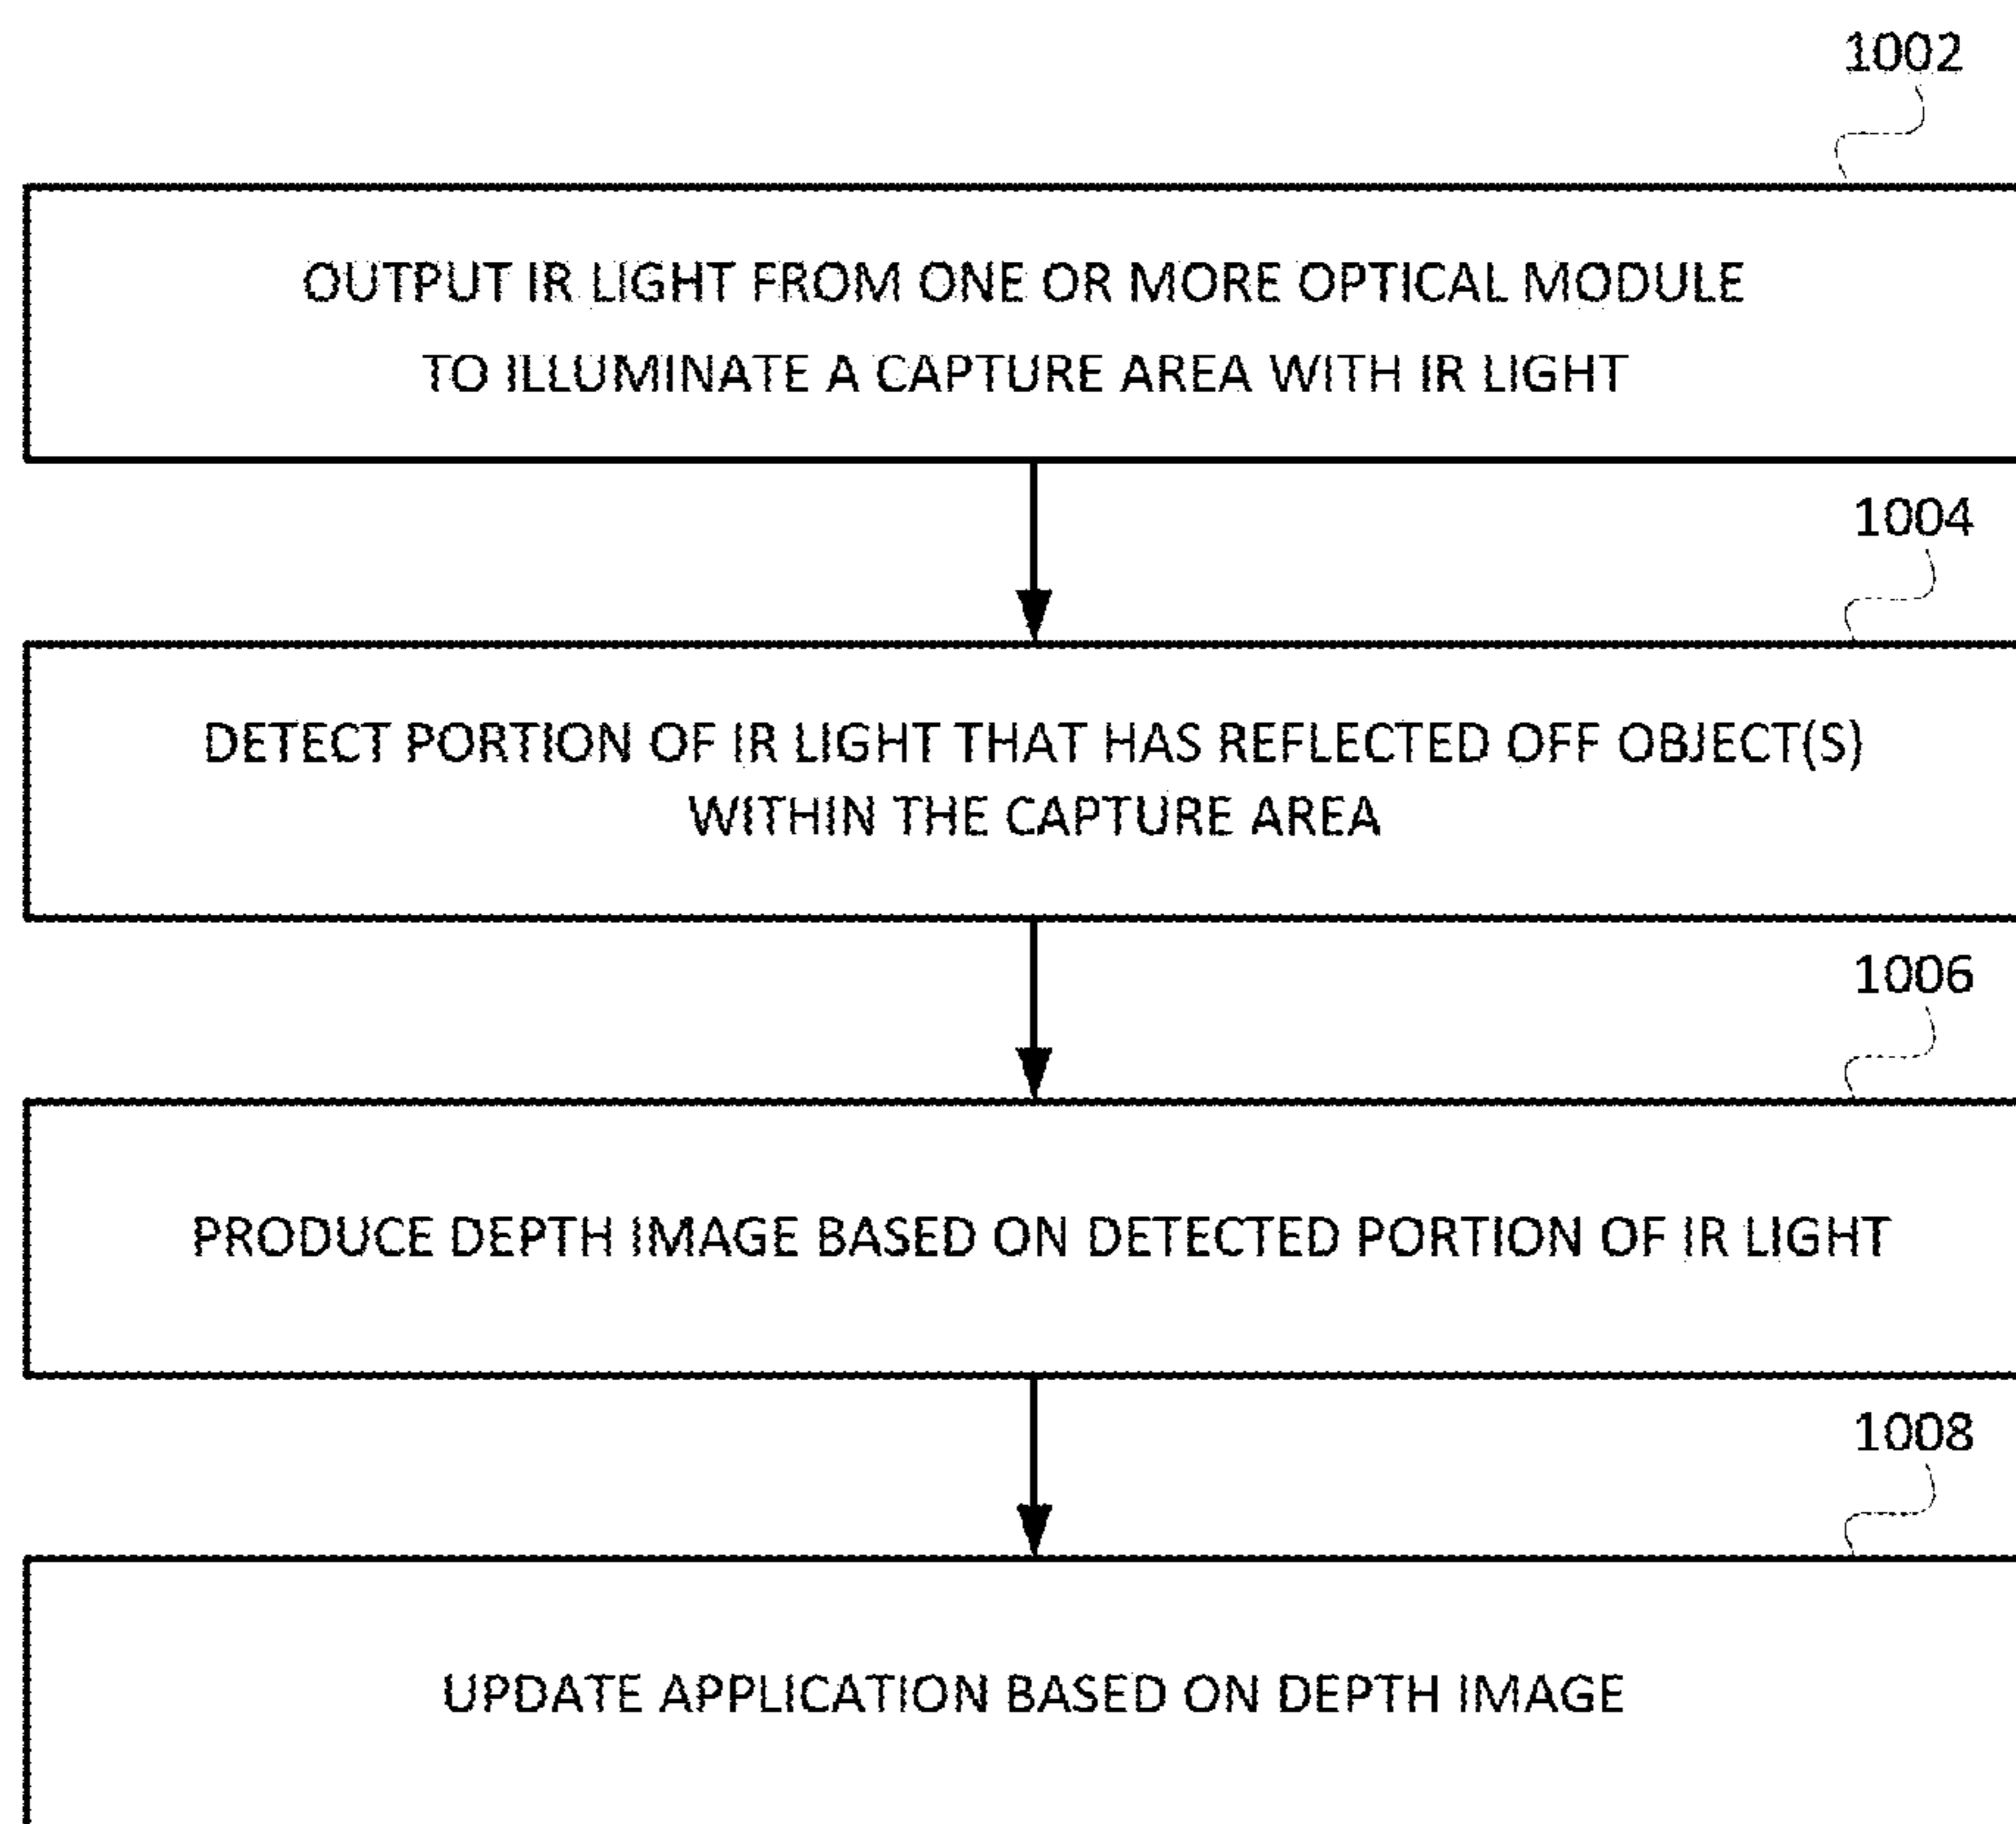 1002
OUTPUT IR LIGHT FROM ONE OR MORE OPTICAL MODULE
TO ILLUMINATE A CAPTURE AREA WITH IR LIGHT
1004
DETECT PORTION OF IR LIGHT THAT HAS REFLECTED OFF OBJECT(S)
WITHIN THE CAPTURE AREA
1006
PRODUCE DEPTH IMAGE BASED ON DETECTED PORTION OF IR LIGHT
1008
UPDATE APPLICATION BASED ON DEPTH IMAGE